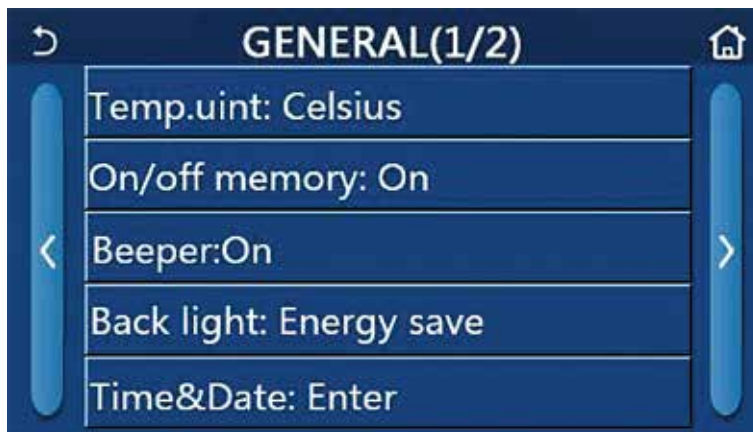 GENERAL(1/2)
Temp.uint: Celsius
On/off memory: On
Beeper:On
Back light: Energy save
Time&Date: Enter